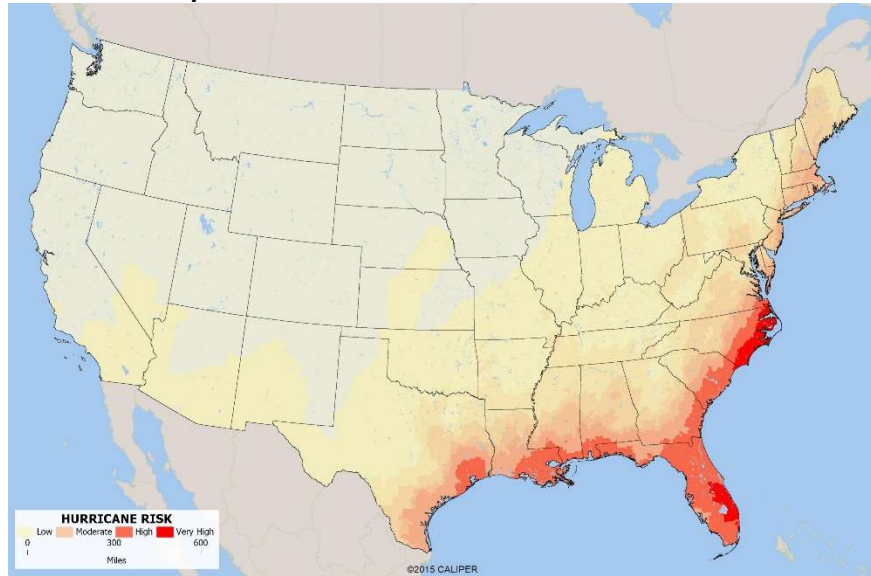 HURRICANE RISK
Low Moderate High Very High
0 300 600
Miles
©2015 CALIPER